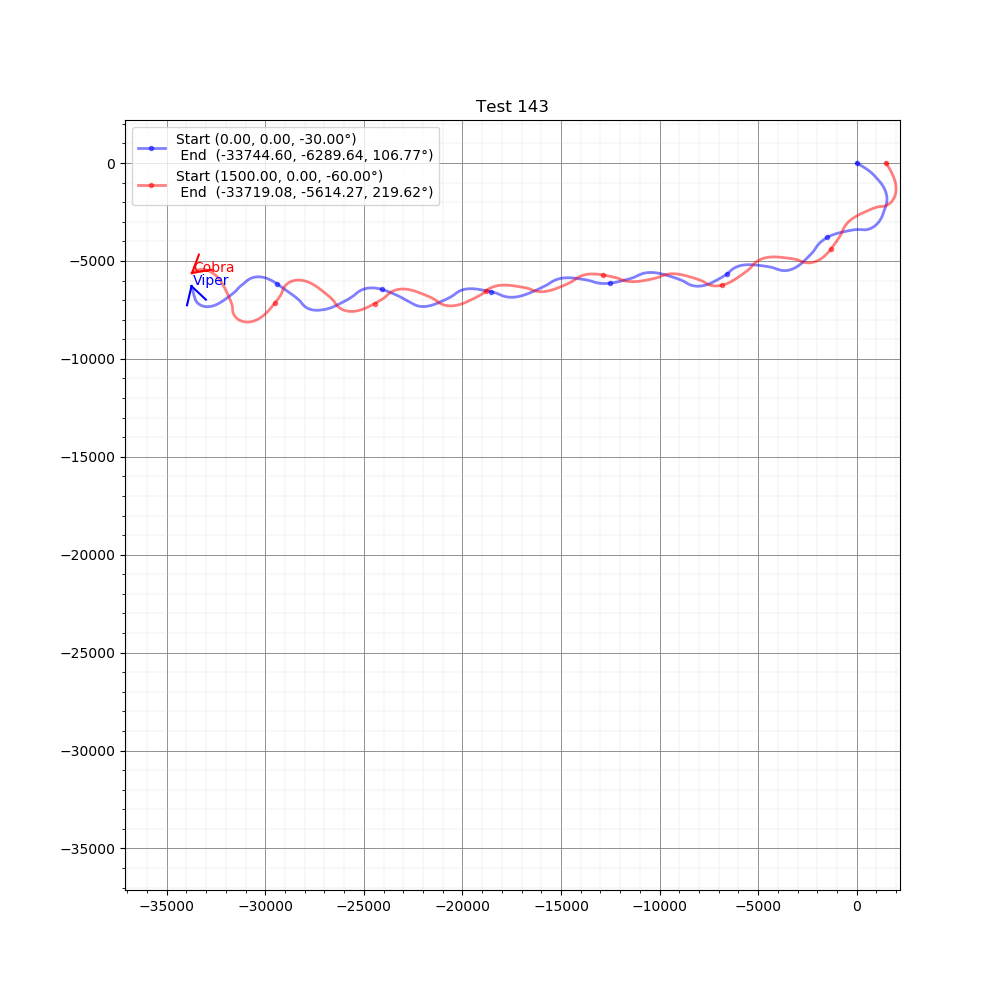 Test 143
Start (0.00, 0.00, -30.00°)
End  (-33744.60, -6289.64, 106.77°)
Start (1500.00, 0.00, -60.00°)
End  (-33719.08, -5614.27, 219.62°)
0
−5000
Cobra
Viper
−10000
−15000
−20000
−25000
−30000
−35000
−35000 −30000 −25000 −20000 −15000 −10000 −5000 0